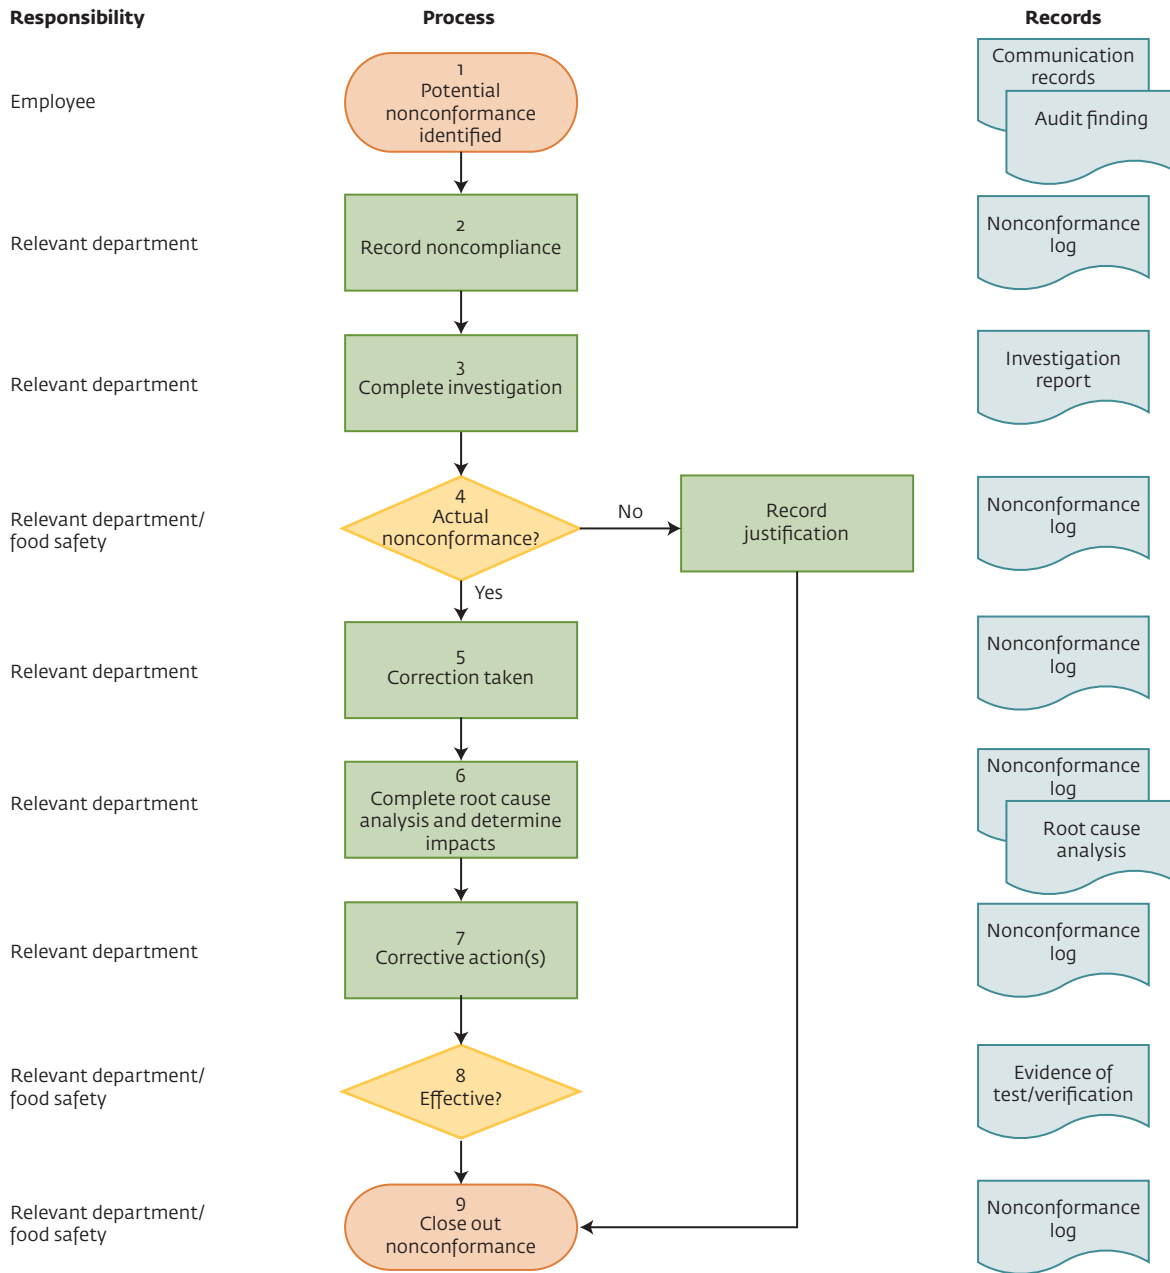 Responsibility
Process
Records
Employee
1
Potential
nonconformance
identified
Communication
records
Audit finding
Relevant department
2
Record noncompliance
Nonconformance
log
Relevant department
3
Complete investigation
Investigation
report
Relevant department/
food safety
4
Actual
nonconformance?
No
Record
justification
Nonconformance
log
Yes
Relevant department
5
Correction taken
Nonconformance
log
Relevant department
6
Complete root cause
analysis and determine
impacts
Nonconformance
log
Root cause
analysis
Relevant department
7
Corrective action(s)
Nonconformance
log
Relevant department/
food safety
8
Effective?
Evidence of
test/verification
Relevant department/
food safety
9
Close out
nonconformance
Nonconformance
log